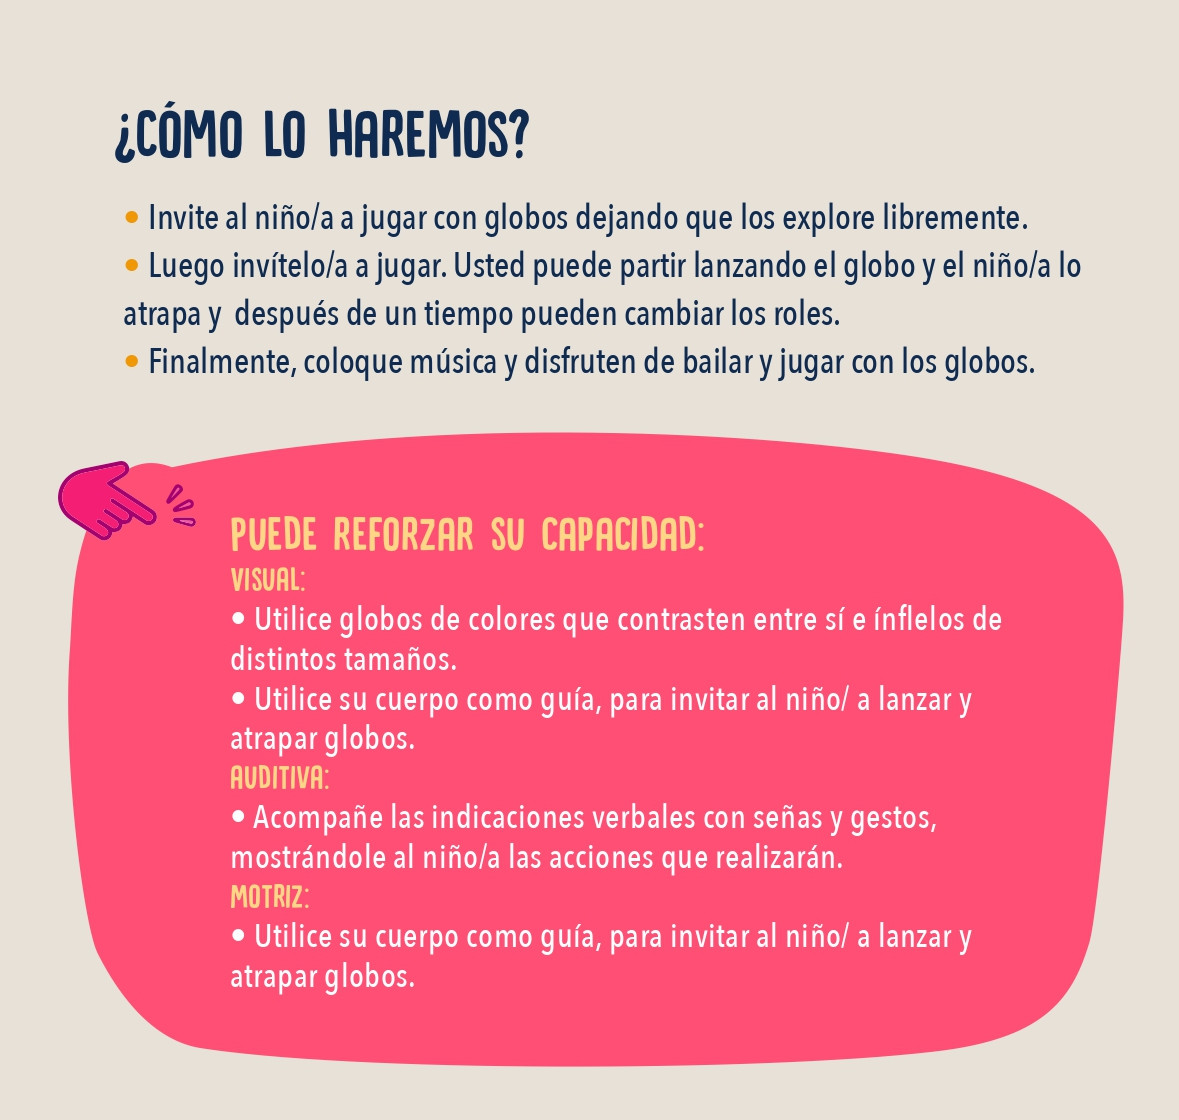 ¿CÓMO LO HAREMOS?
• Invite al niño/a a jugar con globos dejando que los explore libremente.
• Luego invítelo/a a jugar. Usted puede partir lanzando el globo y el niño/a lo
atrapa y  después de un tiempo pueden cambiar los roles.
• Finalmente, coloque música y disfruten de bailar y jugar con los globos.
PUEDE REFORZAR SU CAPACIDAD:
VISUAL:
• Utilice globos de colores que contrasten entre sí e ínflelos de
distintos tamaños.
• Utilice su cuerpo como guía, para invitar al niño/ a lanzar y
atrapar globos.
AUDITIVA:
• Acompañe las indicaciones verbales con señas y gestos,
mostrándole al niño/a las acciones que realizarán.
MOTRIZ:
• Utilice su cuerpo como guía, para invitar al niño/ a lanzar y
atrapar globos.